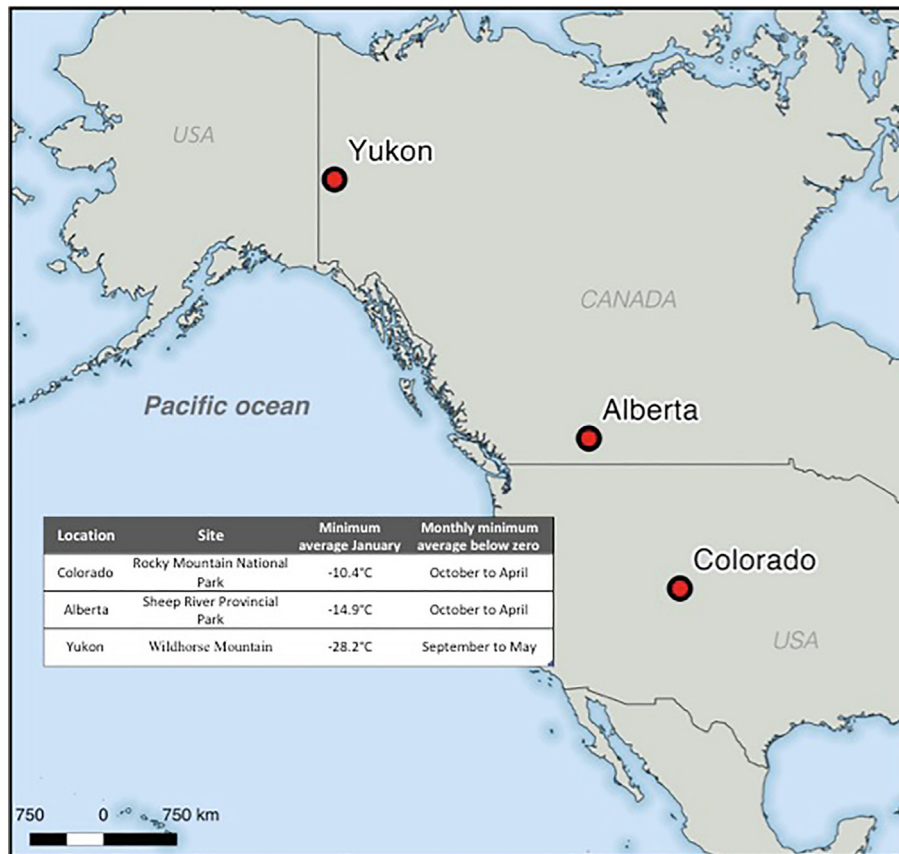 USA
Yukon
CANADA
Pacific ocean
Alberta
Location Site Minimum average January Monthly minimum average below zero
Colorado Rocky Mountain National Park -10.4°C October to April
Alberta Sheep River Provincial Park -14.9°C October to April
Yukon Wildhorse Mountain -28.2°C September to May
Colorado
USA
750 0 750 km